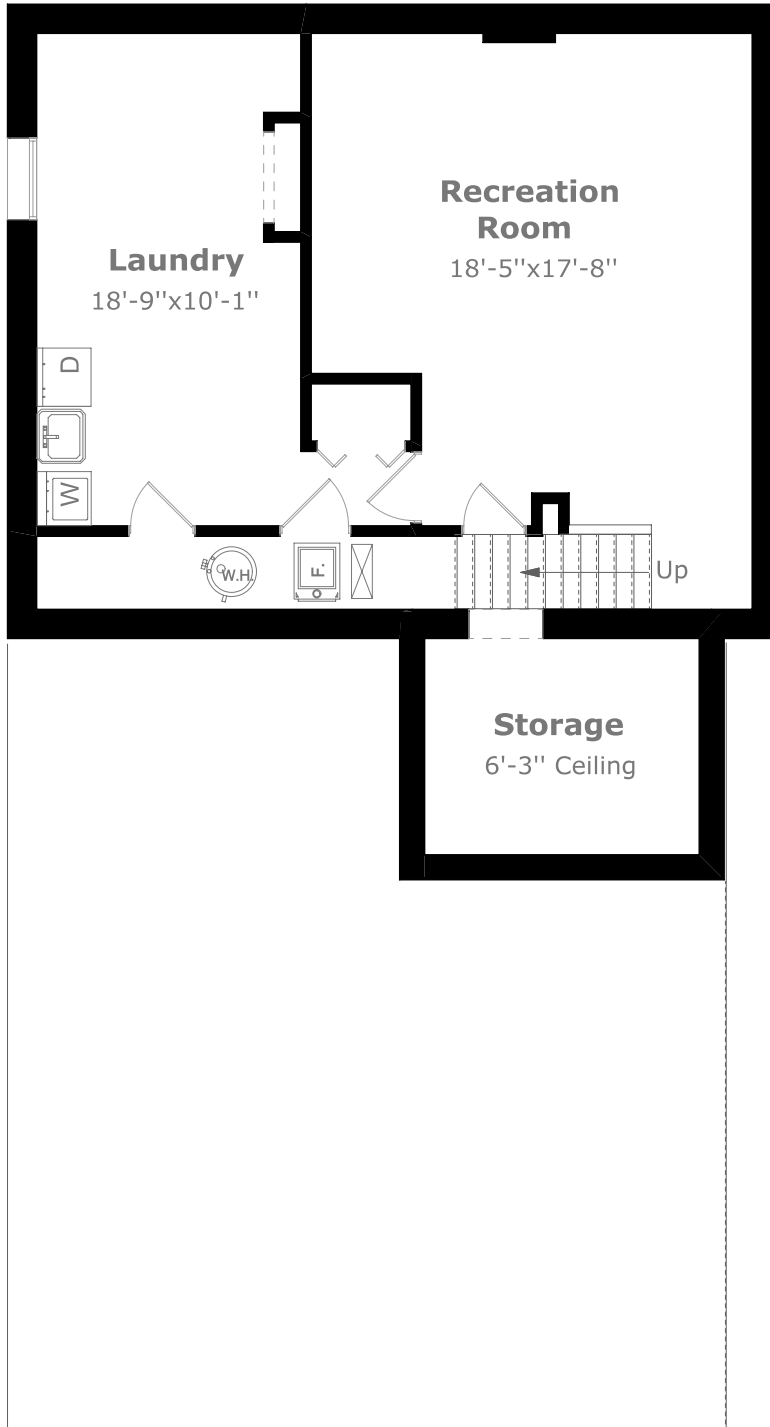 Recreation
Room
18'-5''x17'-8''
Laundry
18'-9''x10'-1''
D
W
W.H.
F.
Up
Storage
6'-3'' Ceiling